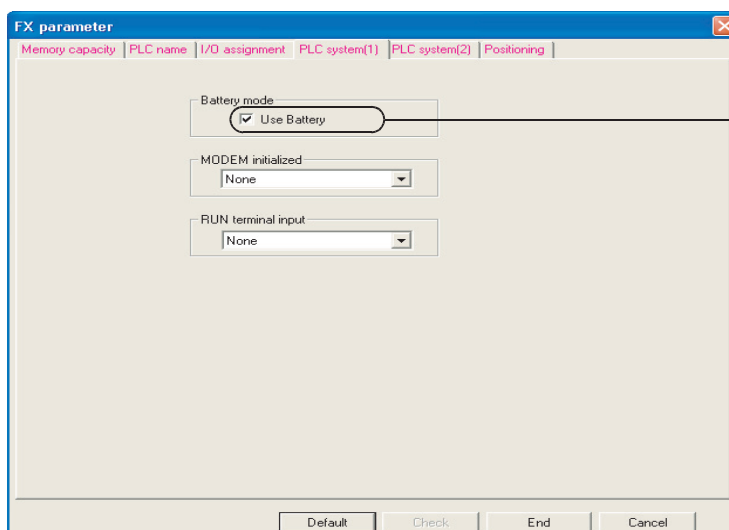 FX parameter
Memory capacity PLC name I/O assignment PLC system(1) PLC system(2) Positioning
Battery mode
Use Battery
MODEM initialized
None
RUN terminal input
None
Default Check End Cancel